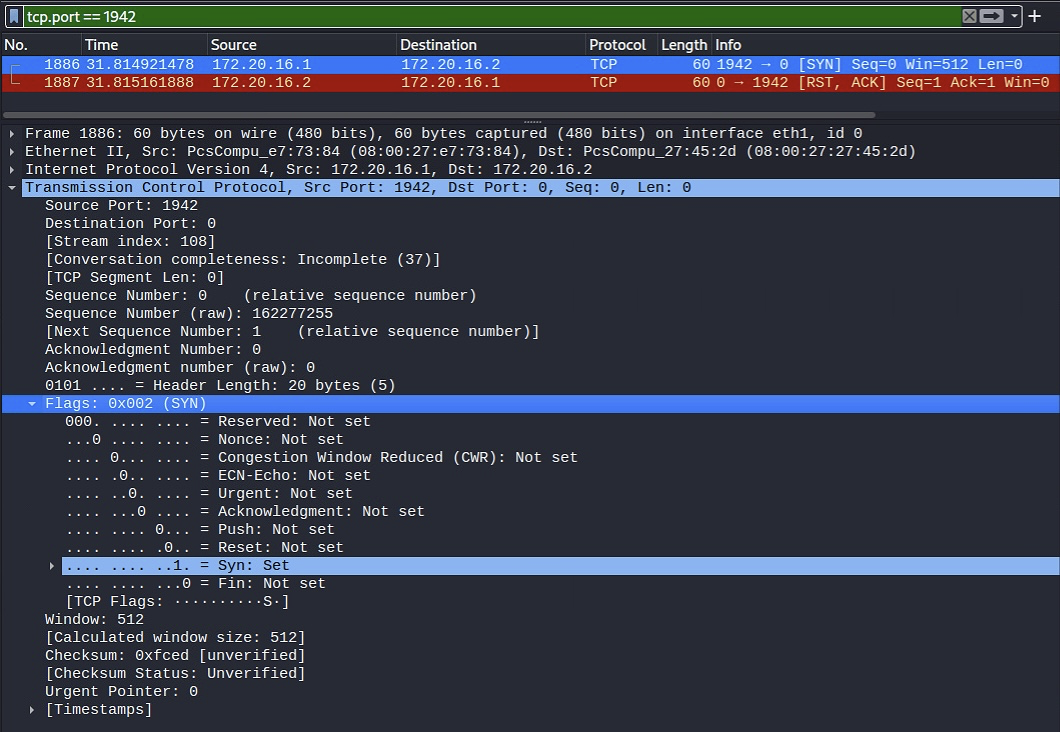 tcp.port == 1942
No. Time Source Destination Protocol Length Info
1886 31.814921478 172.20.16.1 172.20.16.2 TCP 60 1942 → 0 [SYN] Seq=0 Win=512 Len=0
1887 31.815161888 172.20.16.2 172.20.16.1 TCP 60 0 → 1942 [RST, ACK] Seq=1 Ack=1 Win=0
Frame 1886: 60 bytes on wire (480 bits), 60 bytes captured (480 bits) on interface eth1, id 0
Ethernet II, Src: PcsCompu_e7:73:84 (08:00:27:e7:73:84), Dst: PcsCompu_27:45:2d (08:00:27:27:45:2d)
Internet Protocol Version 4, Src: 172.20.16.1, Dst: 172.20.16.2
Transmission Control Protocol, Src Port: 1942, Dst Port: 0, Seq: 0, Len: 0
Source Port: 1942
Destination Port: 0
[Stream index: 108]
[Conversation completeness: Incomplete (37)]
[TCP Segment Len: 0]
Sequence Number: 0    (relative sequence number)
Sequence Number (raw): 162277255
[Next Sequence Number: 1    (relative sequence number)]
Acknowledgment Number: 0
Acknowledgment number (raw): 0
0101 .... = Header Length: 20 bytes (5)
Flags: 0x002 (SYN)
000. .... .... = Reserved: Not set
...0 .... .... = Nonce: Not set
.... 0... .... = Congestion Window Reduced (CWR): Not set
.... .0.. .... = ECN-Echo: Not set
.... ..0. .... = Urgent: Not set
.... ...0 .... = Acknowledgment: Not set
.... .... 0... = Push: Not set
.... .... .0.. = Reset: Not set
.... .... ..1. = Syn: Set
.... .... ...0 = Fin: Not set
[TCP Flags: ··········S·]
Window: 512
[Calculated window size: 512]
Checksum: 0xfced [unverified]
[Checksum Status: Unverified]
Urgent Pointer: 0
[Timestamps]